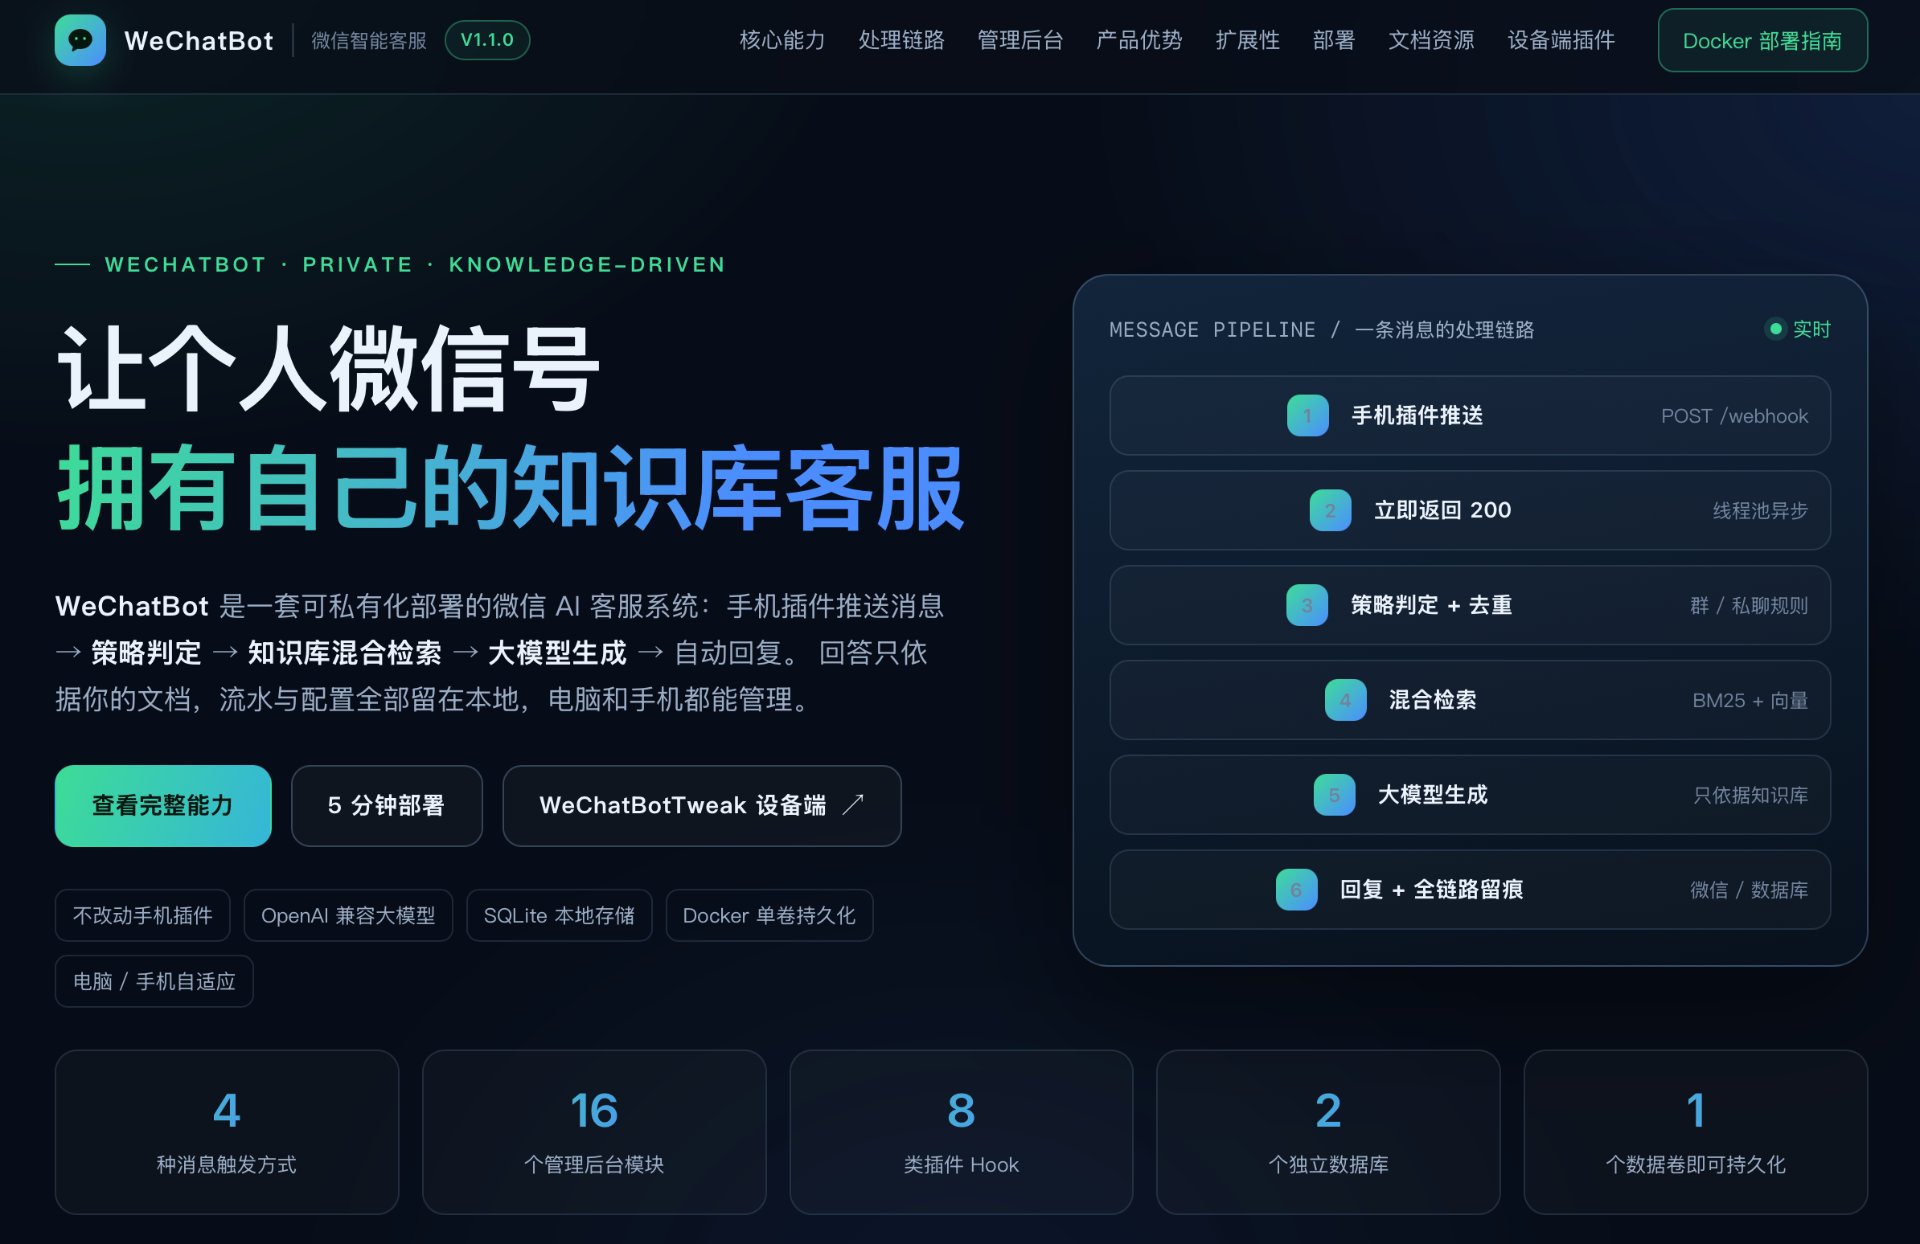 WeChatBot 微信智能客服 V1.1.0 核心能力 处理链路 管理后台 产品优势 扩展性 部署 文档资源 设备端插件 Docker 部署指南
WECHATBOT · PRIVATE · KNOWLEDGE-DRIVEN
让个人微信号
拥有自己的知识库客服
WeChatBot 是一套可私有化部署的微信 AI 客服系统：手机插件推送消息
→ 策略判定 → 知识库混合检索 → 大模型生成 → 自动回复。 回答只依
据你的文档，流水与配置全部留在本地，电脑和手机都能管理。
查看完整能力 5 分钟部署 WeChatBotTweak 设备端 ↗
不改动手机插件 OpenAI 兼容大模型 SQLite 本地存储 Docker 单卷持久化
电脑 / 手机自适应
MESSAGE PIPELINE / 一条消息的处理链路 实时
1 手机插件推送 POST /webhook
2 立即返回 200 线程池异步
3 策略判定 + 去重 群 / 私聊规则
4 混合检索 BM25 + 向量
5 大模型生成 只依据知识库
6 回复 + 全链路留痕 微信 / 数据库
4
种消息触发方式
16
个管理后台模块
8
类插件 Hook
2
个独立数据库
1
个数据卷即可持久化